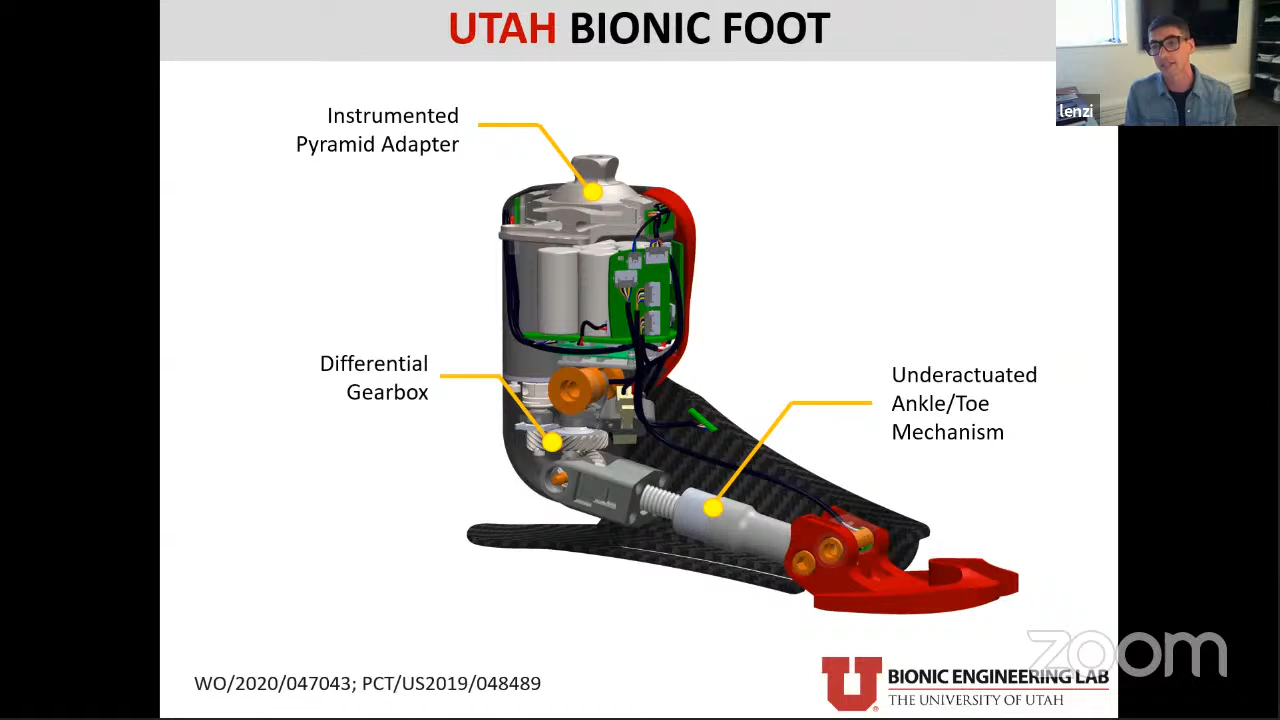 UTAH BIONIC FOOT
lenzi
Instrumented
Pyramid Adapter
Differential
Gearbox
Underactuated
Ankle/Toe
Mechanism
zoom
WO/2020/047043; PCT/US2019/048489
U
BIONIC ENGINEERING LAB
THE UNIVERSITY OF UTAH